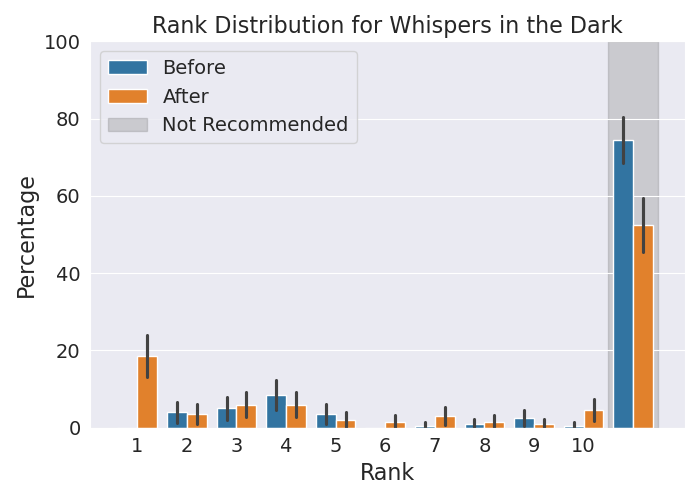 Rank Distribution for Whispers in the Dark
100
80
60
40
20
0
Percentage
Before
After
Not Recommended
1 2 3 4 5 6 7 8 9 10
Rank